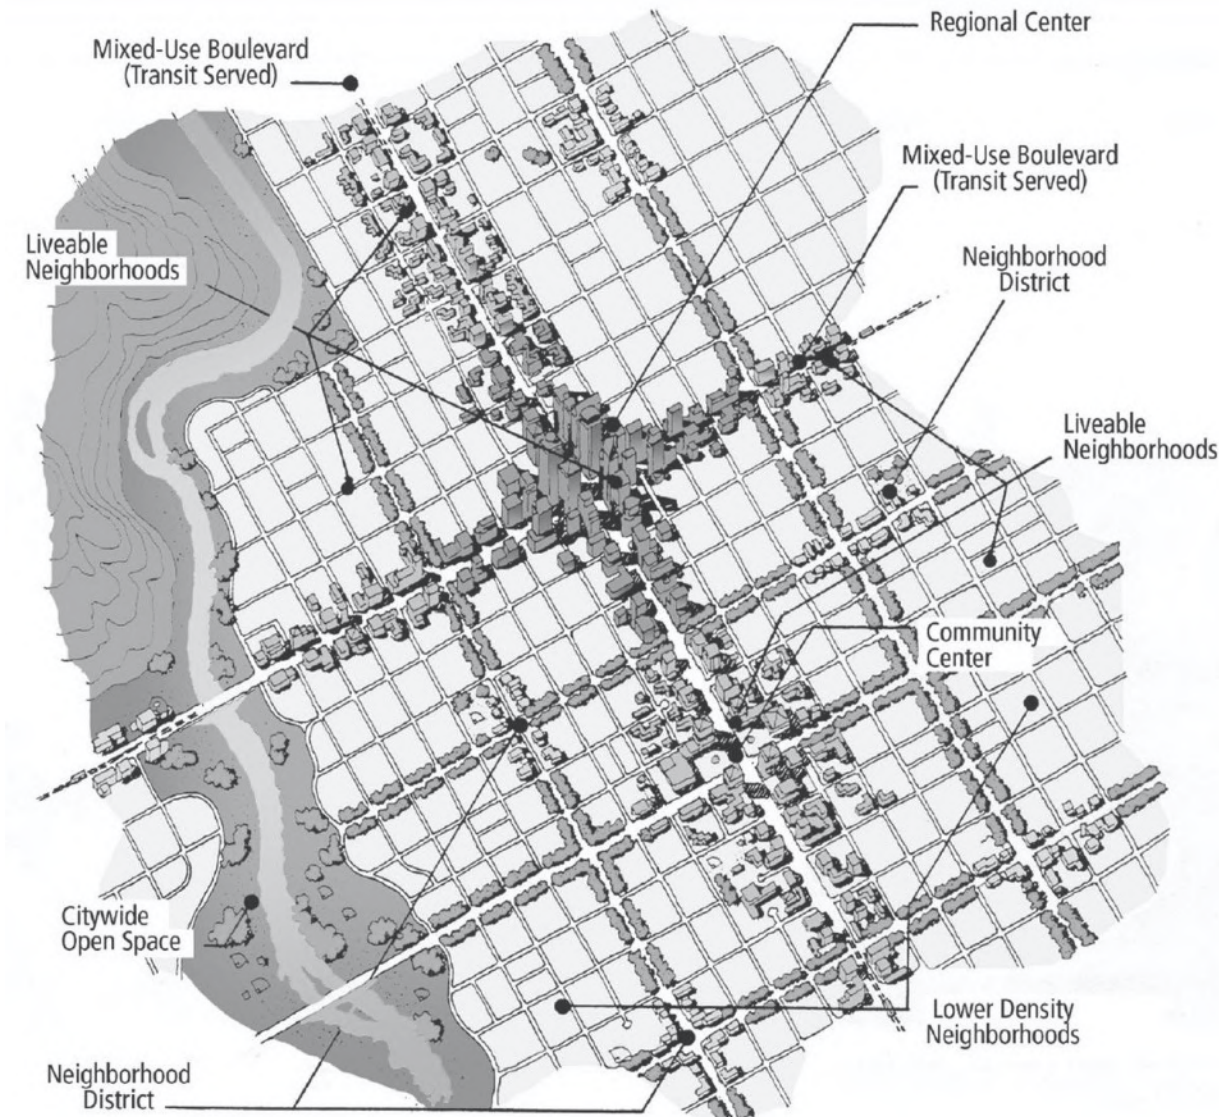 Regional Center
Mixed-Use Boulevard
(Transit Served)
Mixed-Use Boulevard
(Transit Served)
Liveable
Neighborhoods
Neighborhood
District
Liveable
Neighborhoods
Community
Center
Citywide
Open Space
Lower Density
Neighborhoods
Neighborhood
District